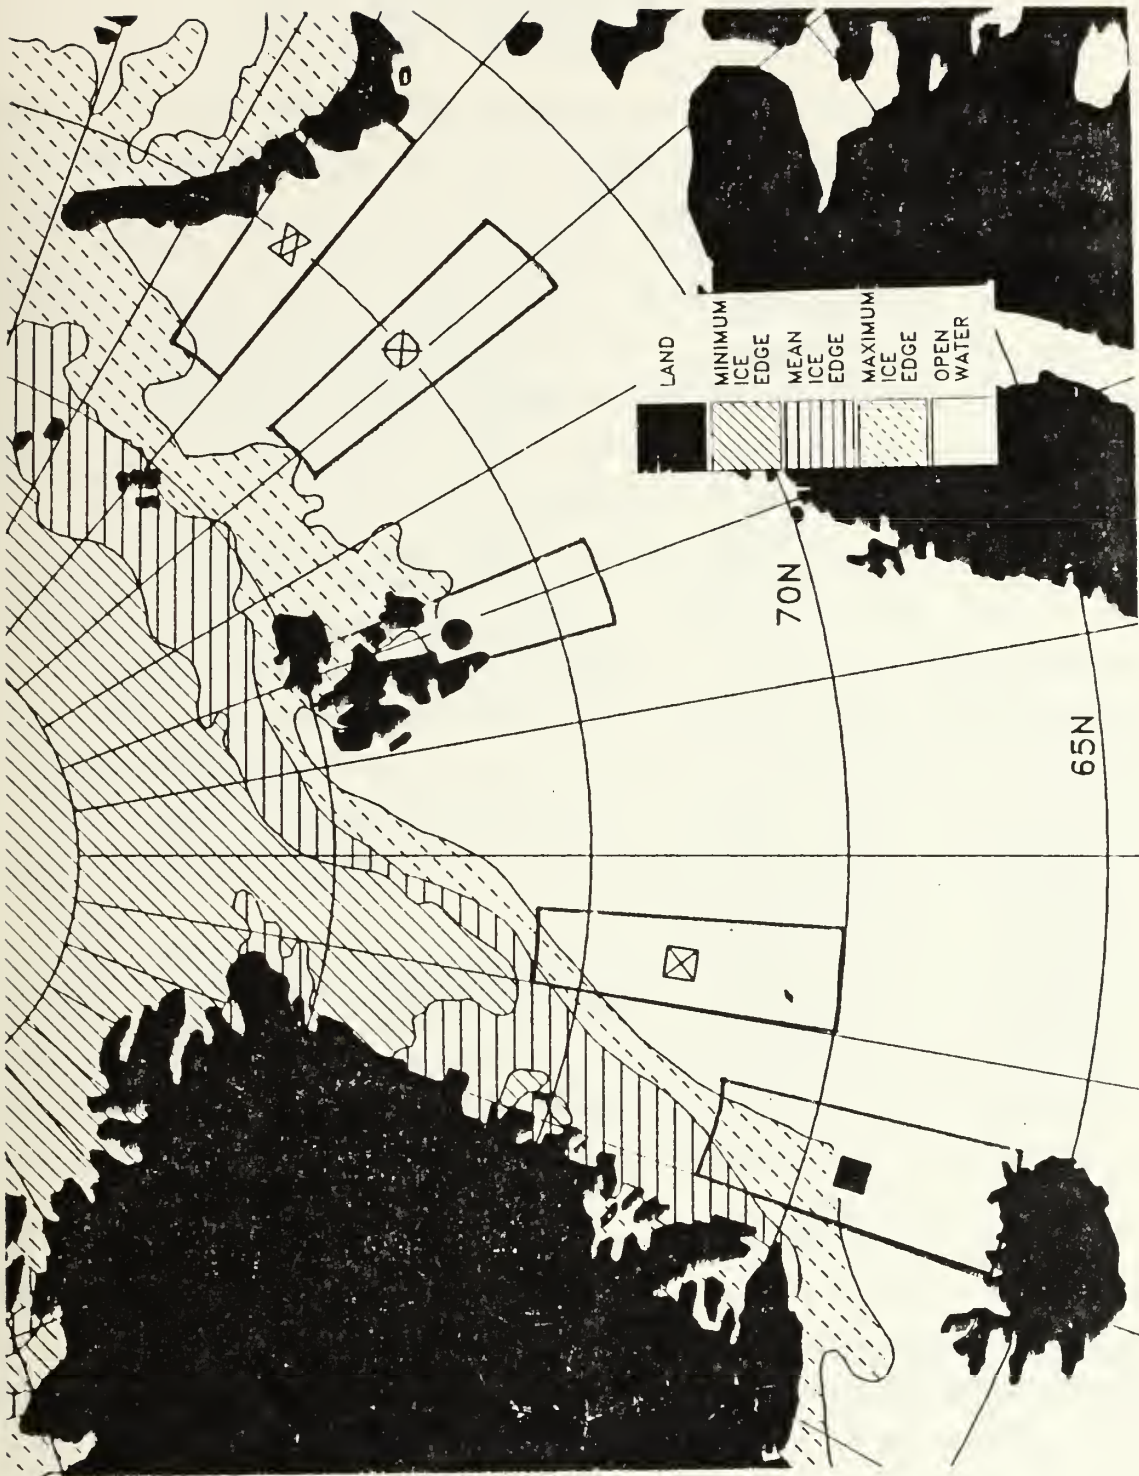 LAND
MINIMUM
ICE
EDGE
MEAN
ICE
EDGE
MAXIMUM
ICE
EDGE
OPEN
WATER
70N
65N